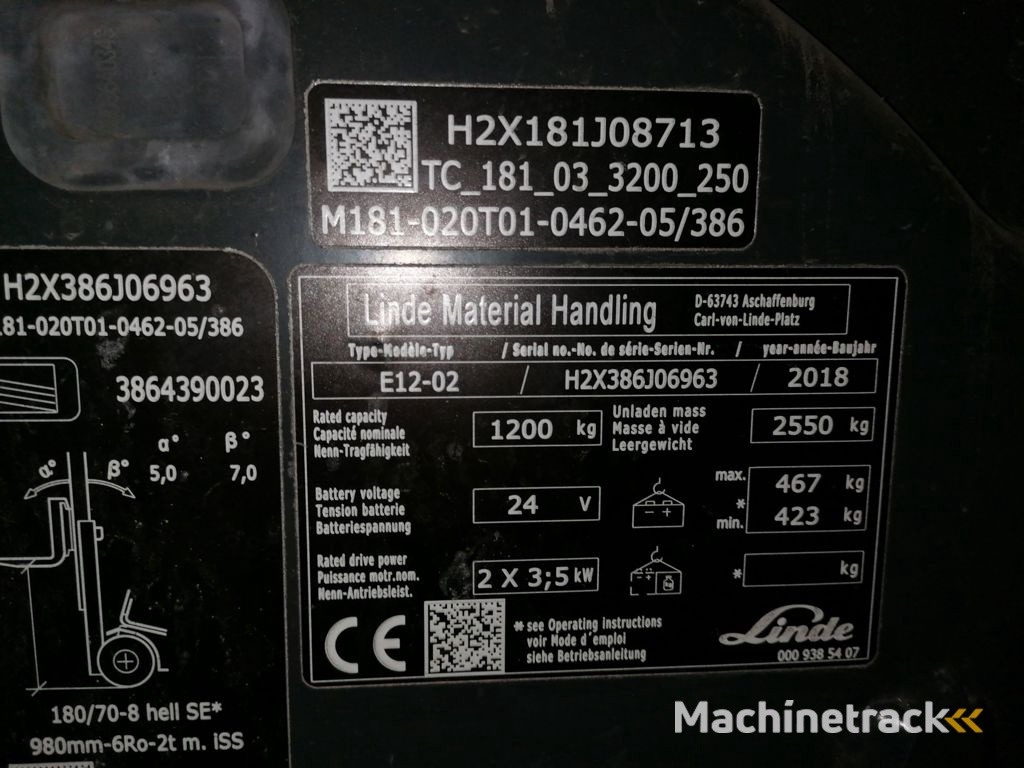 H2X181J08713
TC_181_03_3200_250
M181-020T01-0462-05/386
H2X386J06963
181-020T01-0462-05/386
3864390023
α° β°
5,0 7,0
α° β°
180/70-8 hell SE*
980mm-6Ro-2t m. iSS
Linde Material Handling
D-63743 Aschaffenburg
Carl-von-Linde-Platz
Type-Modèle-Typ / Serial no.-No. de série-Serien-Nr. / year-année-Baujahr
E12-02 / H2X386J06963 / 2018
Rated capacity
Capacité nominale
Nenn-Tragfähigkeit
1200 kg
Unladen mass
Masse à vide
Leergewicht
2550 kg
Battery voltage
Tension batterie
Batteriespannung
24 V
max. 467 kg
*
min. 423 kg
Rated drive power
Puissance motr.nom.
Nenn-Antriebsleist.
2 X 3;5 kW
* kg
CE
* see Operating instructions
voir Mode d'emploi
siehe Betriebsanleitung
Linde
000 938 54 07
Machinetrack